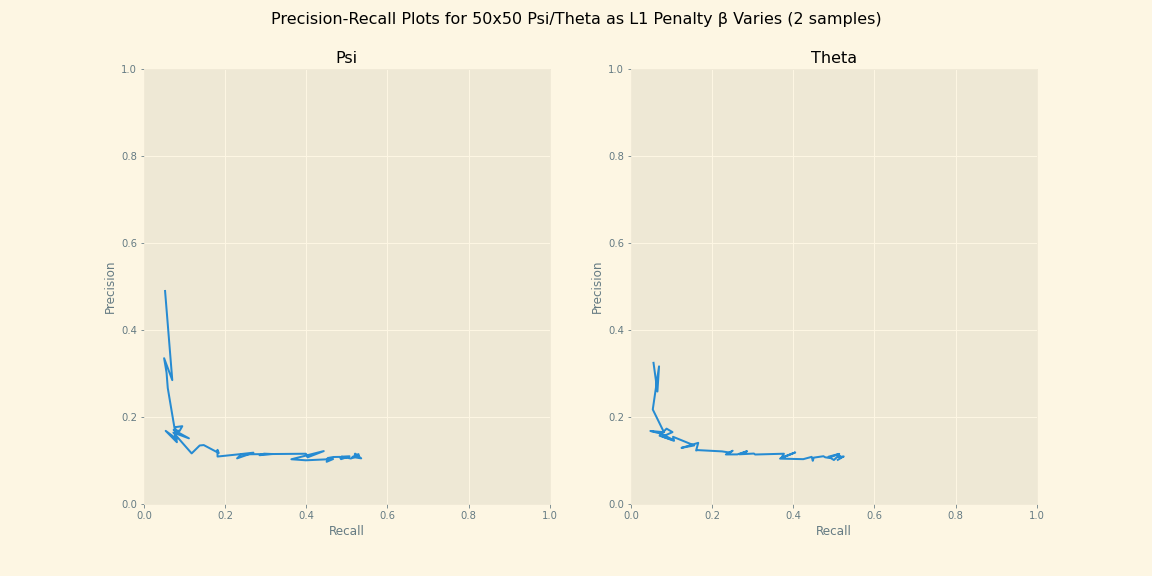 Precision-Recall Plots for 50x50 Psi/Theta as L1 Penalty β Varies (2 samples)
Psi
1.0
0.8
0.6
0.4
0.2
0.0
Precision
0.0 0.2 0.4 0.6 0.8 1.0
Recall
Theta
1.0
0.8
0.6
0.4
0.2
0.0
Precision
0.0 0.2 0.4 0.6 0.8 1.0
Recall